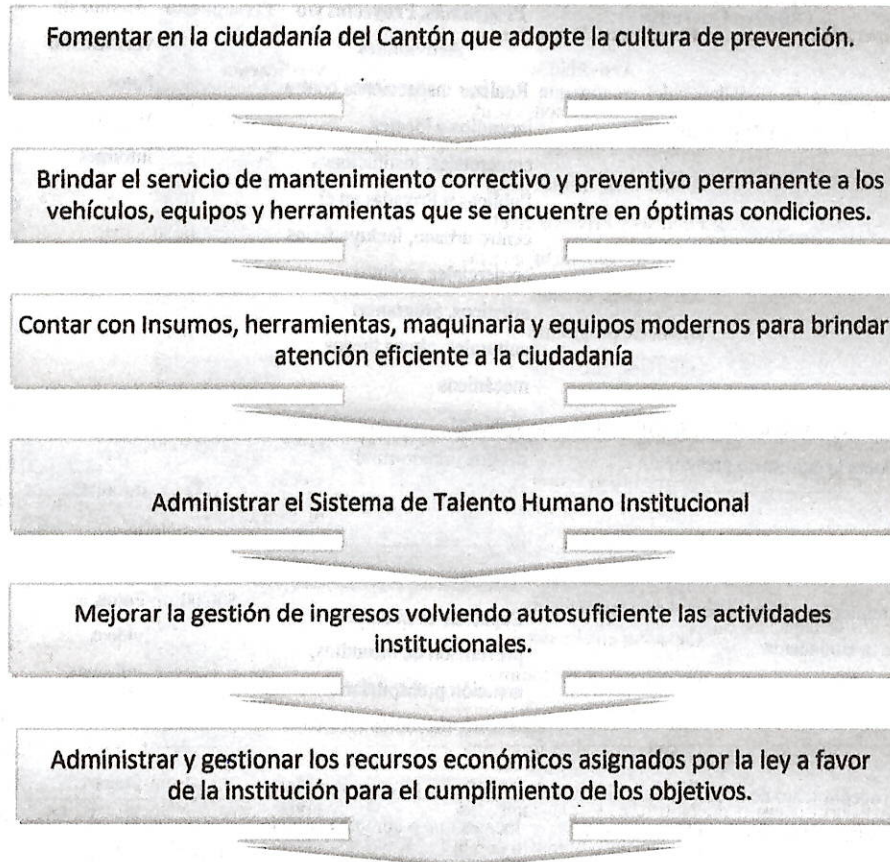 Fomentar en la ciudadanía del Cantón que adopte la cultura de prevención.
Brindar el servicio de mantenimiento correctivo y preventivo permanente a los
vehículos, equipos y herramientas que se encuentre en óptimas condiciones.
Contar con Insumos, herramientas, maquinaria y equipos modernos para brindar
atención eficiente a la ciudadanía
Administrar el Sistema de Talento Humano Institucional
Mejorar la gestión de ingresos volviendo autosuficiente las actividades
institucionales.
Administrar y gestionar los recursos económicos asignados por la ley a favor
de la institución para el cumplimiento de los objetivos.